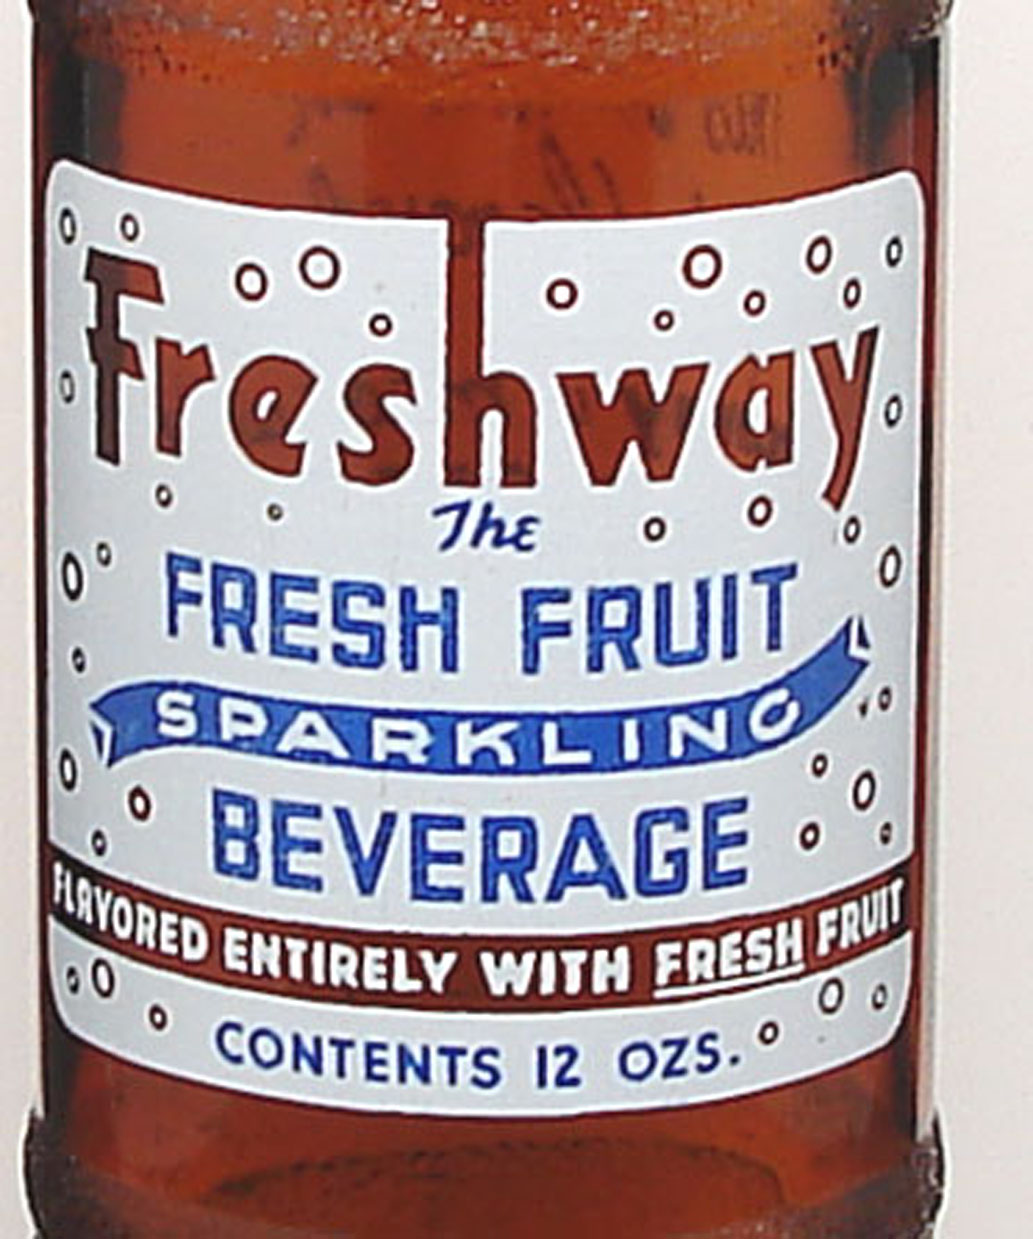 Freshway
The
FRESH FRUIT
SPARKLING
BEVERAGE
FLAVORED ENTIRELY WITH FRESH FRUIT
CONTENTS 12 OZS.